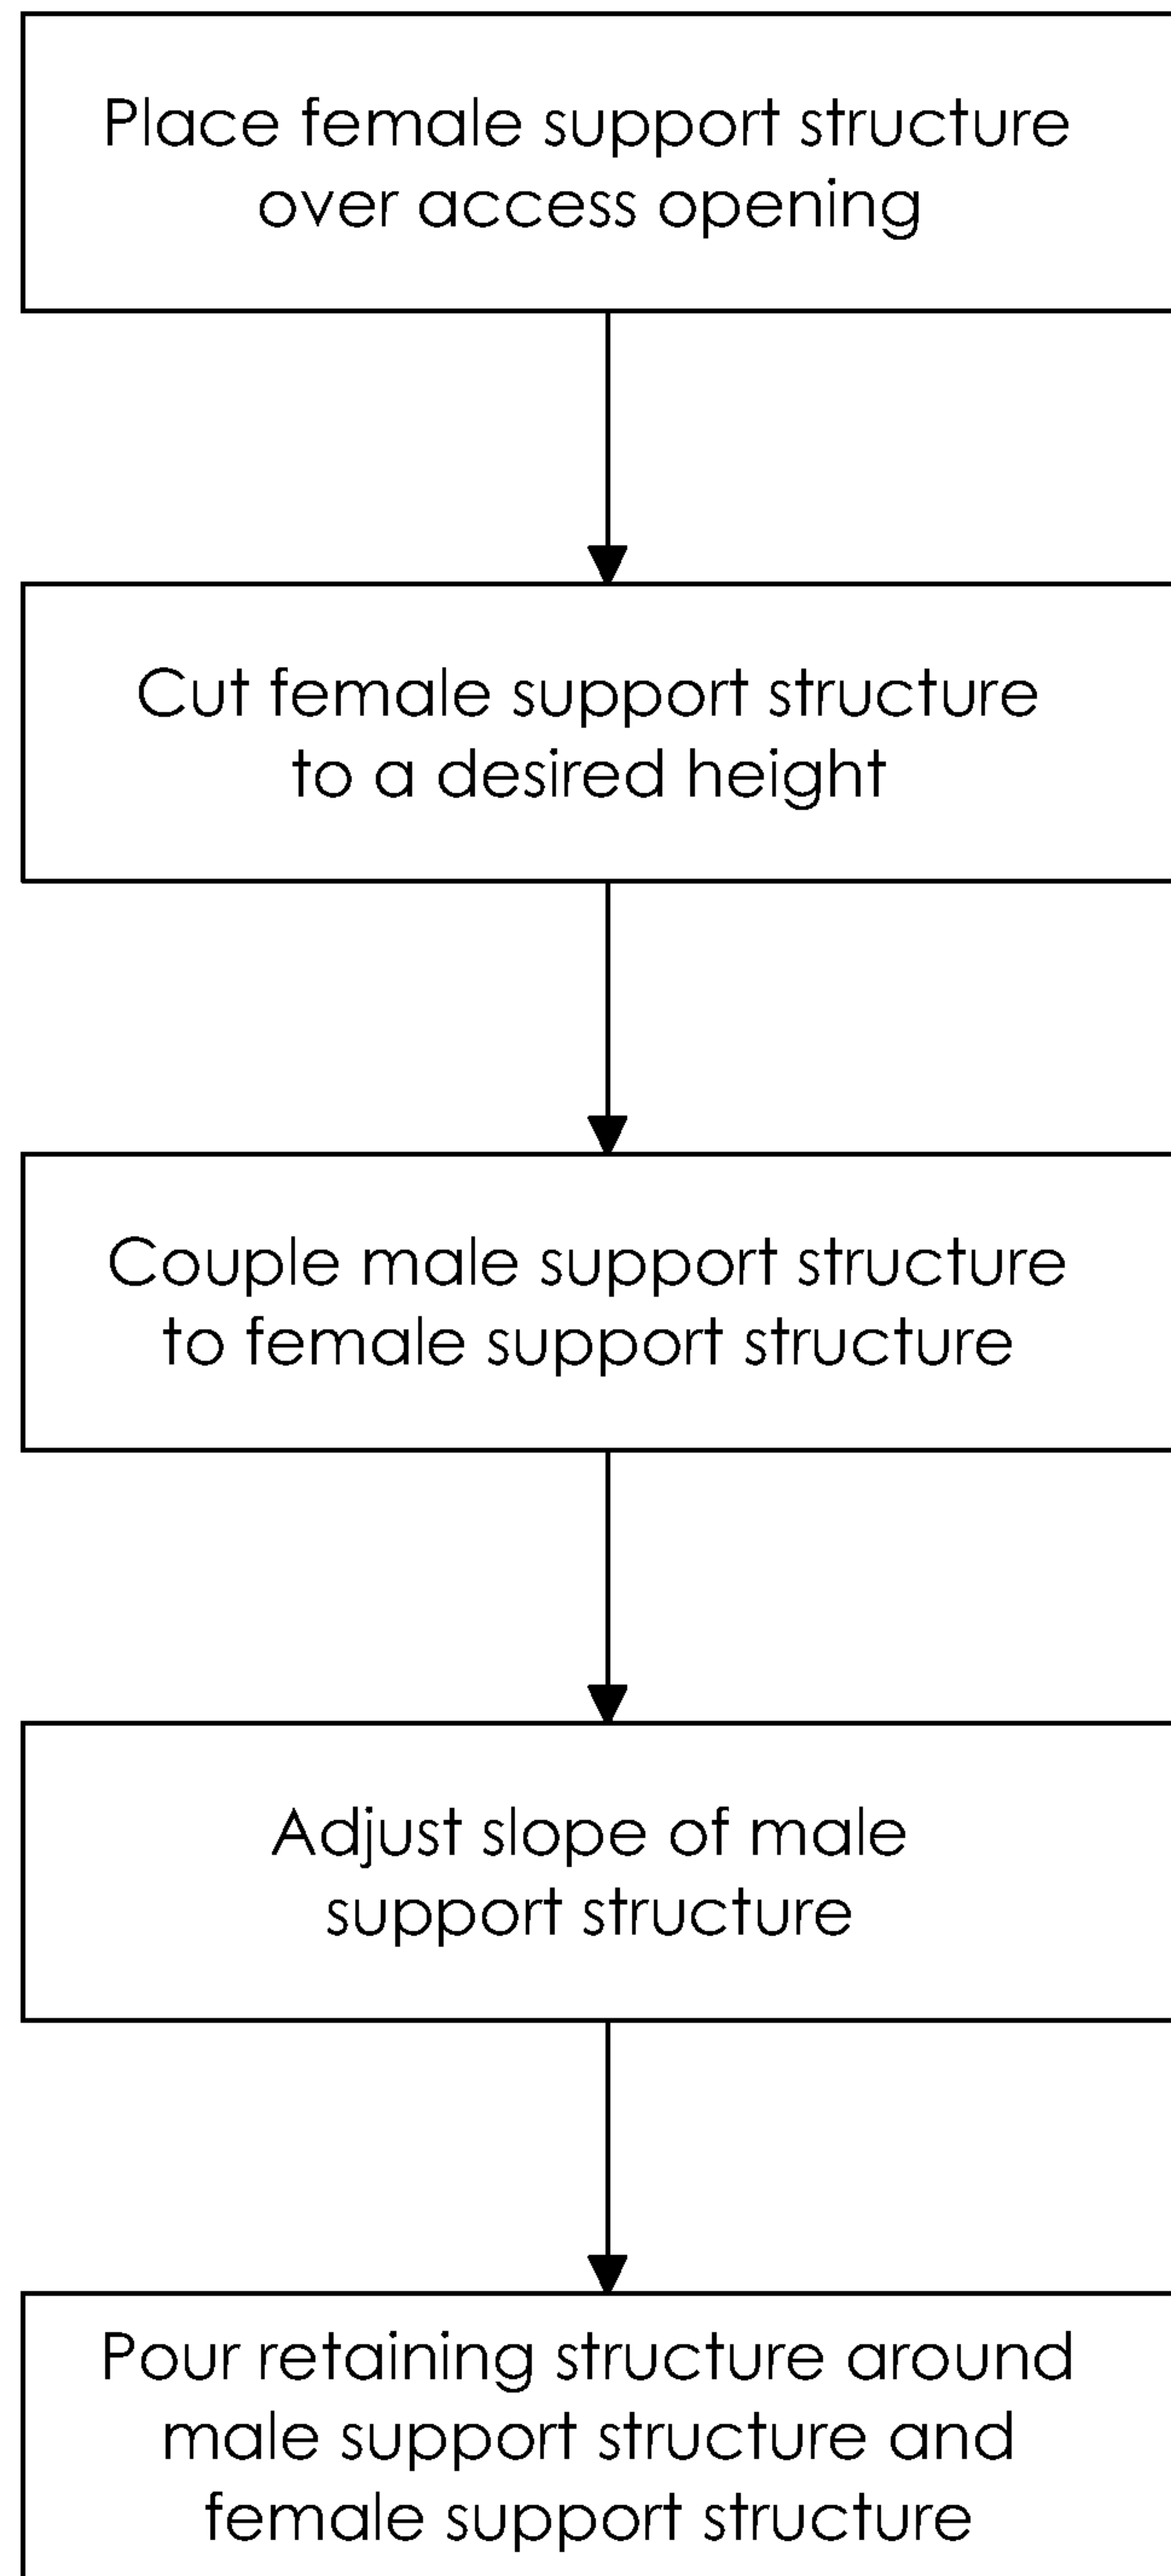 Place female support structure
over access opening
Cut female support structure
to a desired height
Couple male support structure
to female support structure
Adjust slope of male
support structure
Pour retaining structure around
male support structure and
female support structure